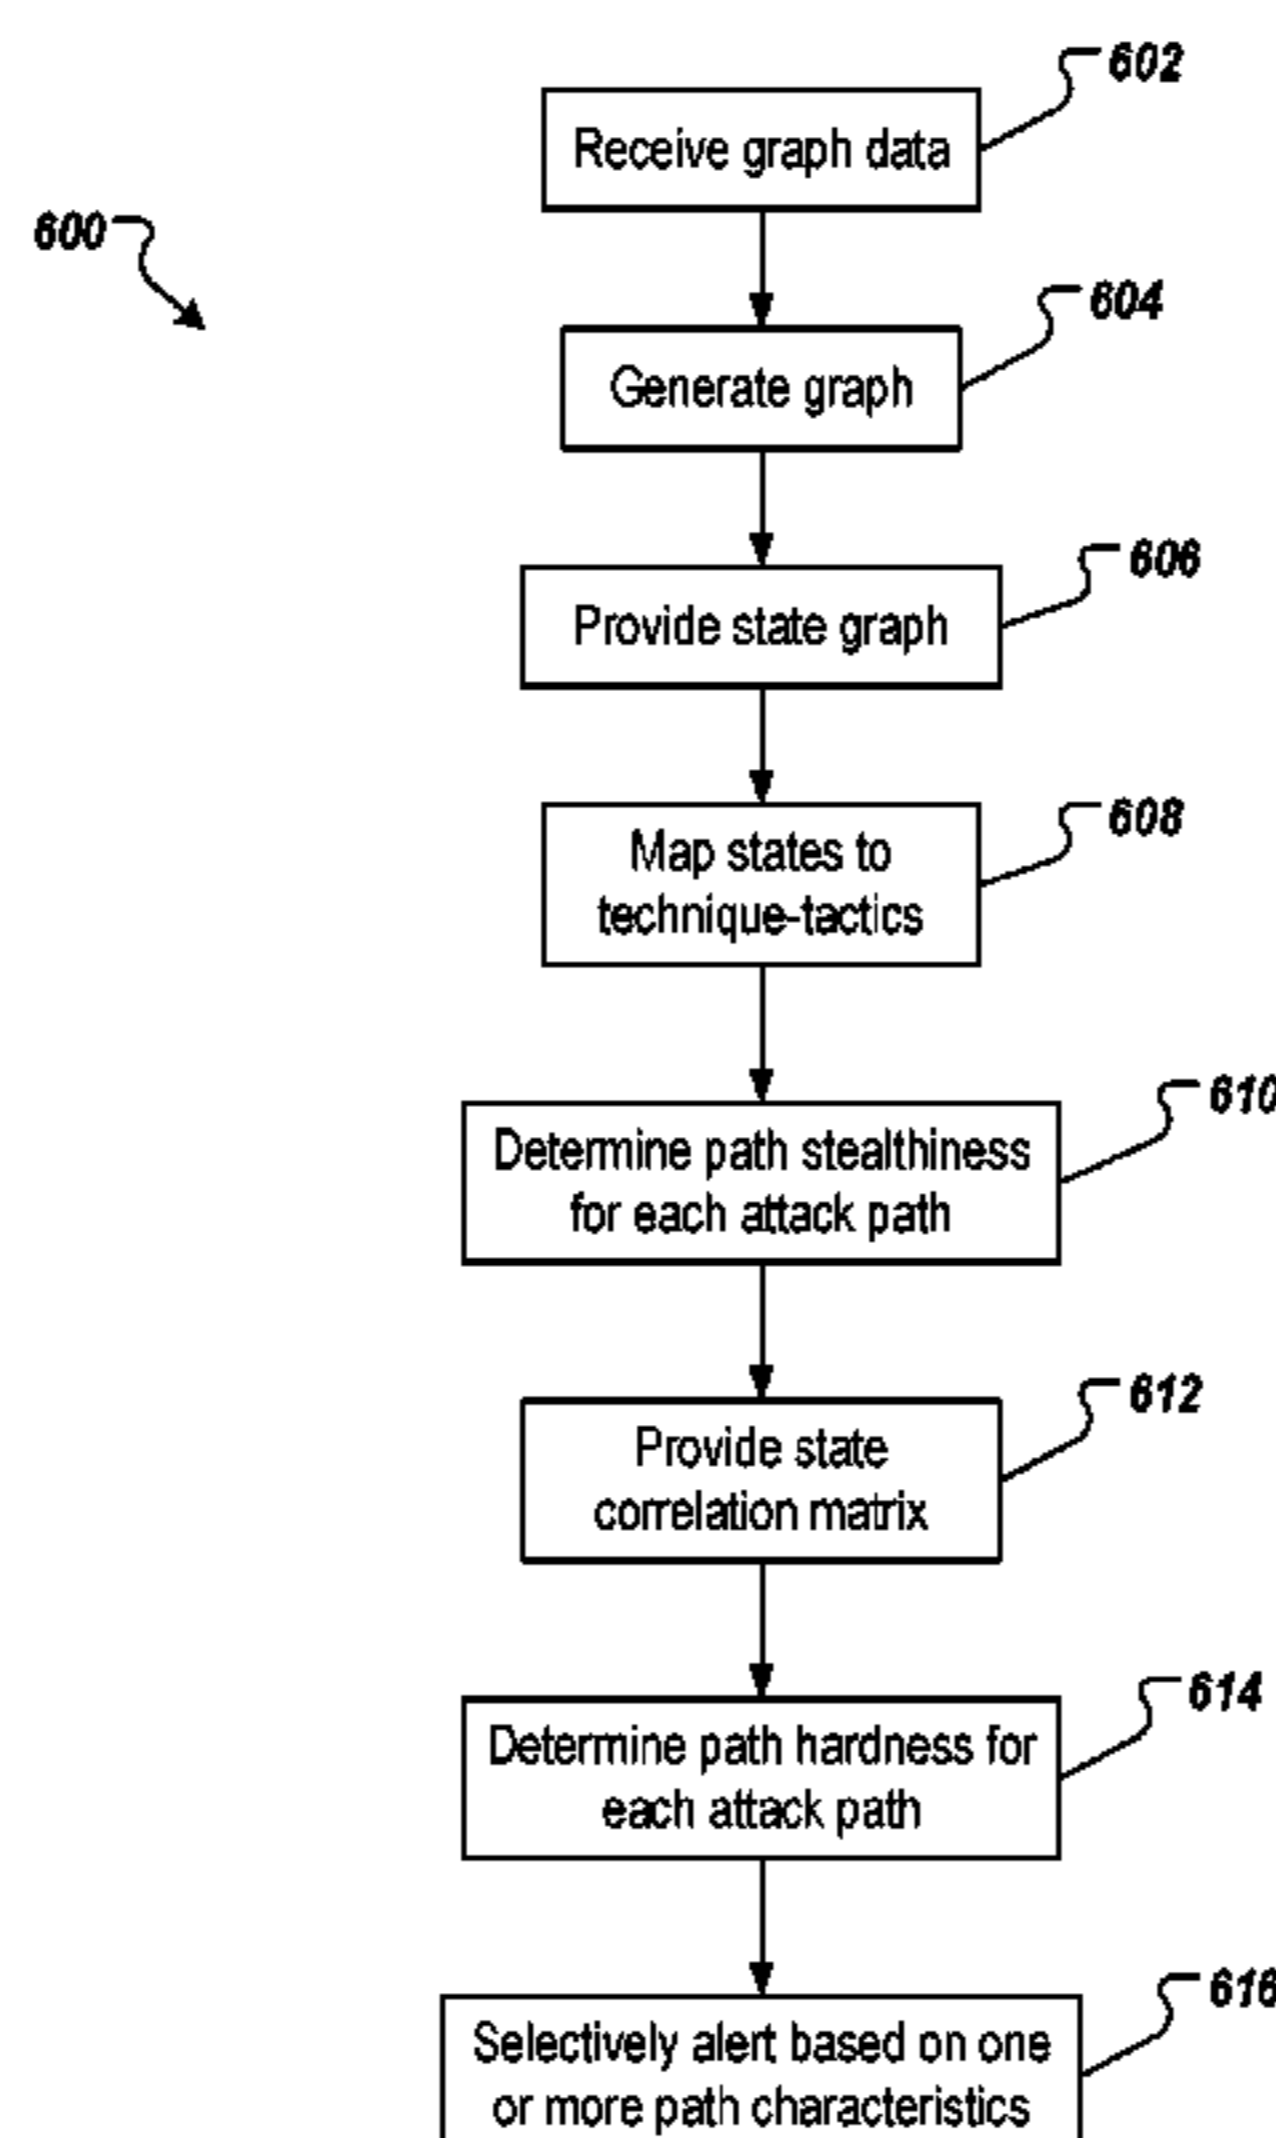 602
Receive graph data
600
604
Generate graph
606
Provide state graph
608
Map states to
technique-tactics
610
Determine path stealthiness
for each attack path
612
Provide state
correlation matrix
614
Determine path hardness for
each attack path
616
Selectively alert based on one
or more path characteristics